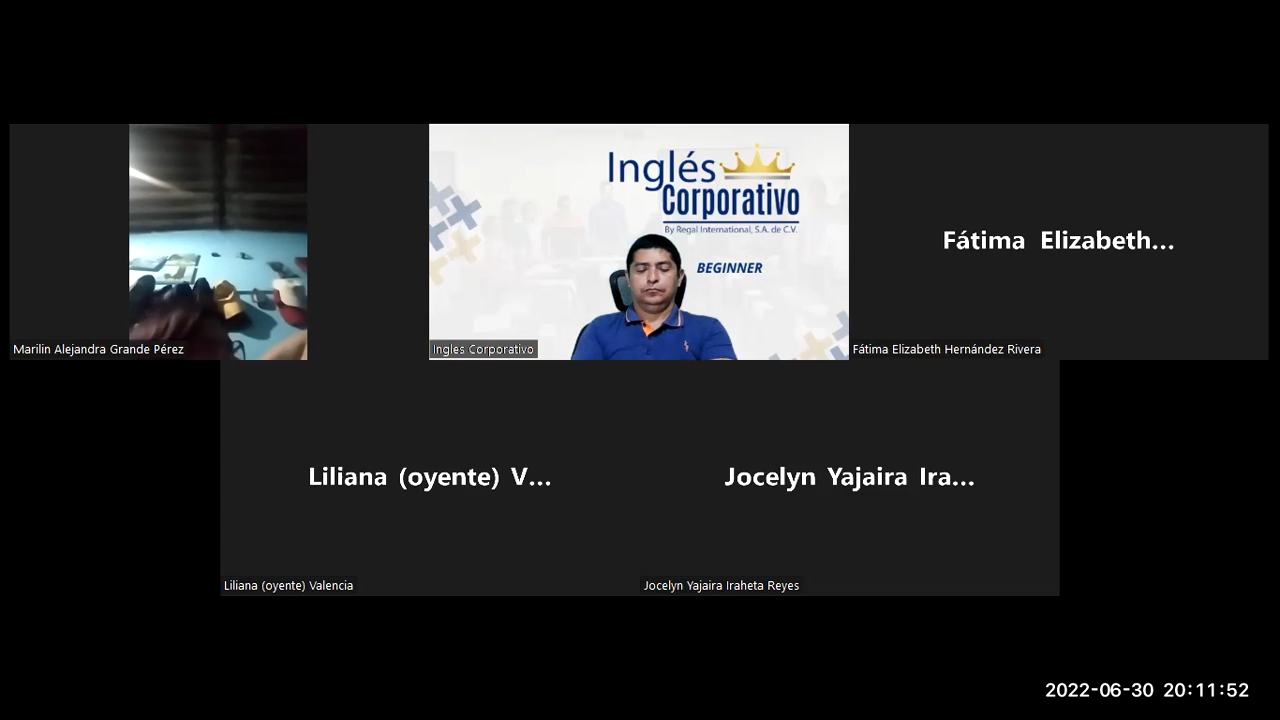 Inglés
Corporativo
By Regal International, S.A. de C.V.
BEGINNER
Fátima Elizabeth...
Marilin Alejandra Grande Pérez
Ingles Corporativo
Fátima Elizabeth Hernández Rivera
Liliana (oyente) V...
Jocelyn Yajaira Ira...
Liliana (oyente) Valencia
Jocelyn Yajaira Iraheta Reyes
2022-06-30 20:11:52